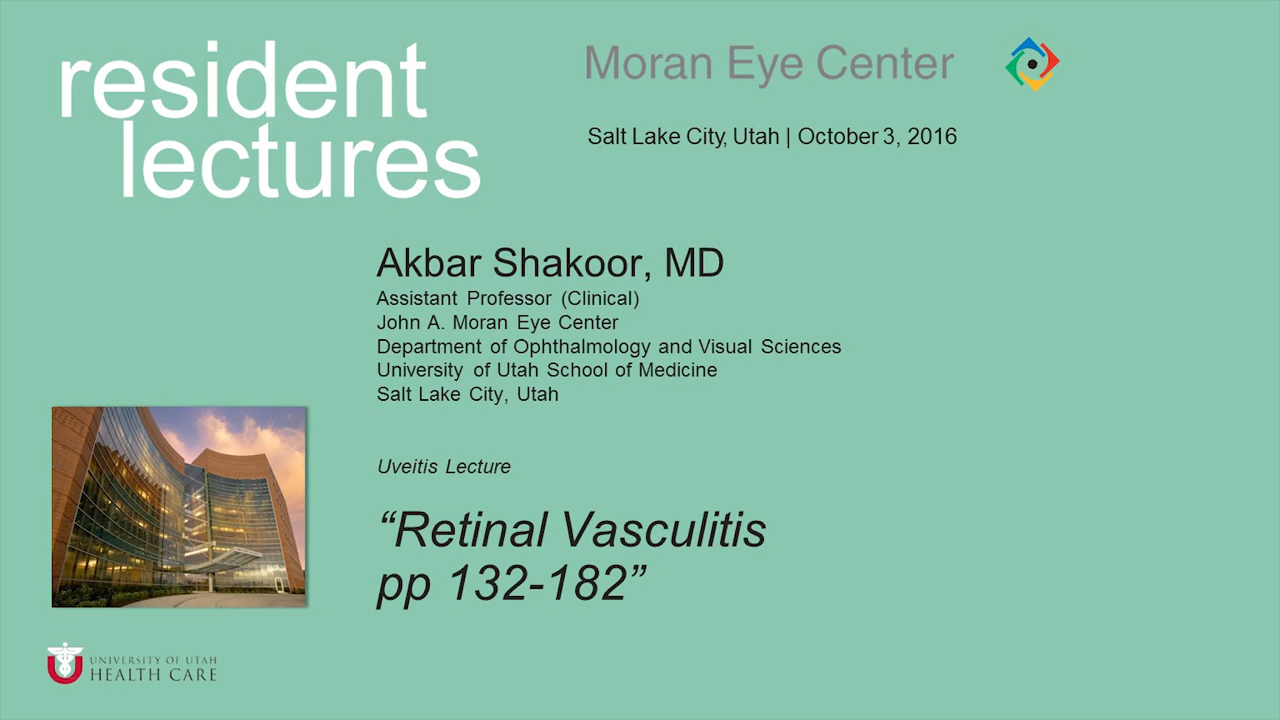 resident
lectures
Moran Eye Center
Salt Lake City, Utah | October 3, 2016
Akbar Shakoor, MD
Assistant Professor (Clinical)
John A. Moran Eye Center
Department of Ophthalmology and Visual Sciences
University of Utah School of Medicine
Salt Lake City, Utah
Uveitis Lecture
“Retinal Vasculitis
pp 132-182”
UNIVERSITY OF UTAH
HEALTH CARE